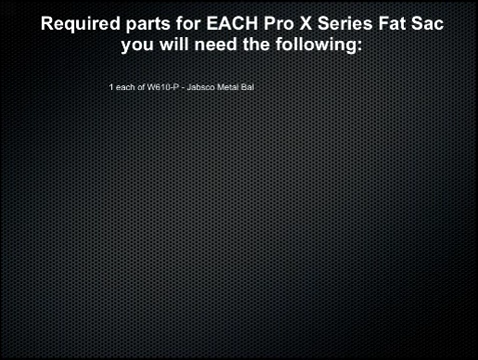 Required parts for EACH Pro X Series Fat Sac
you will need the following:
1 each of W610-P - Jabsco Metal Bal